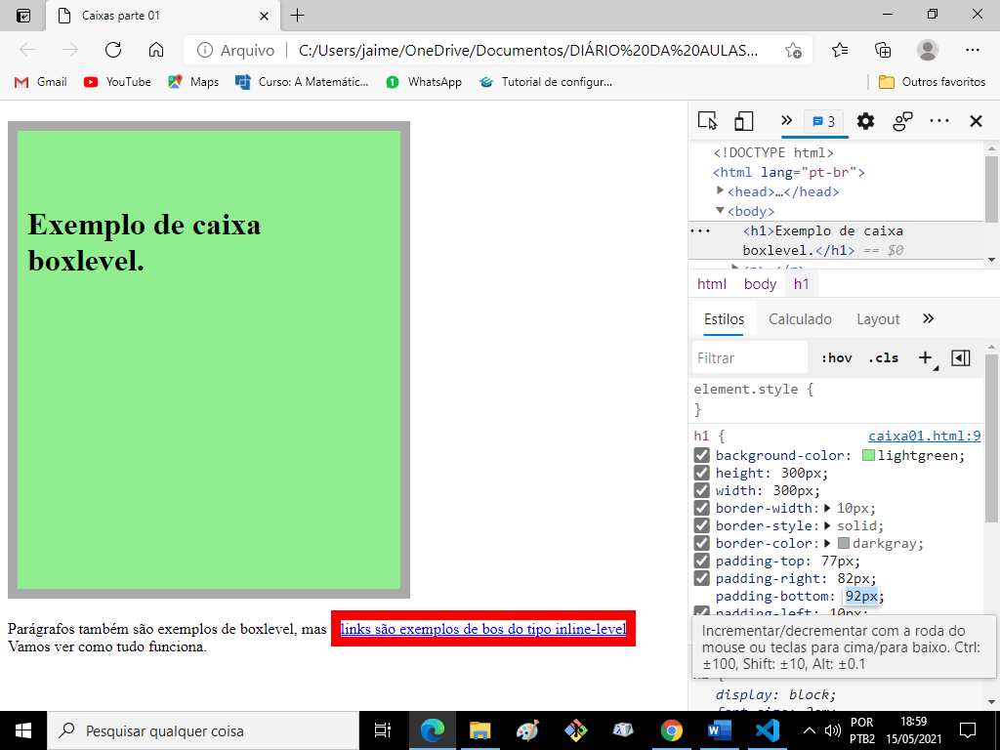 Caixas parte 01
Arquivo
C:/Users/jaime/OneDrive/Documentos/DIÁRIO%20DA%20AULAS...
Gmail
YouTube
Maps
Curso: A Matemátic...
WhatsApp
Tutorial de configur...
Outros favoritos
Exemplo de caixa
boxlevel.
Parágrafos também são exemplos de boxlevel, mas links são exemplos de bos do tipo inline-level
Vamos ver como tudo funciona.
3
<!DOCTYPE html>
<html lang="pt-br">
<head>…</head>
<body>
<h1>Exemplo de caixa
boxlevel.</h1> == $0
html body h1
Estilos Calculado Layout
Filtrar :hov .cls
element.style {
}
h1 { caixa01.html:9
background-color: lightgreen;
height: 300px;
width: 300px;
border-width: 10px;
border-style: solid;
border-color: darkgray;
padding-top: 77px;
padding-right: 82px;
padding-bottom: 92px;
padding-left: 10px;
Incrementar/decrementar com a roda do
mouse ou teclas para cima/para baixo. Ctrl:
±100, Shift: ±10, Alt: ±0.1
display: block;
Pesquisar qualquer coisa
POR
PTB2
18:59
15/05/2021